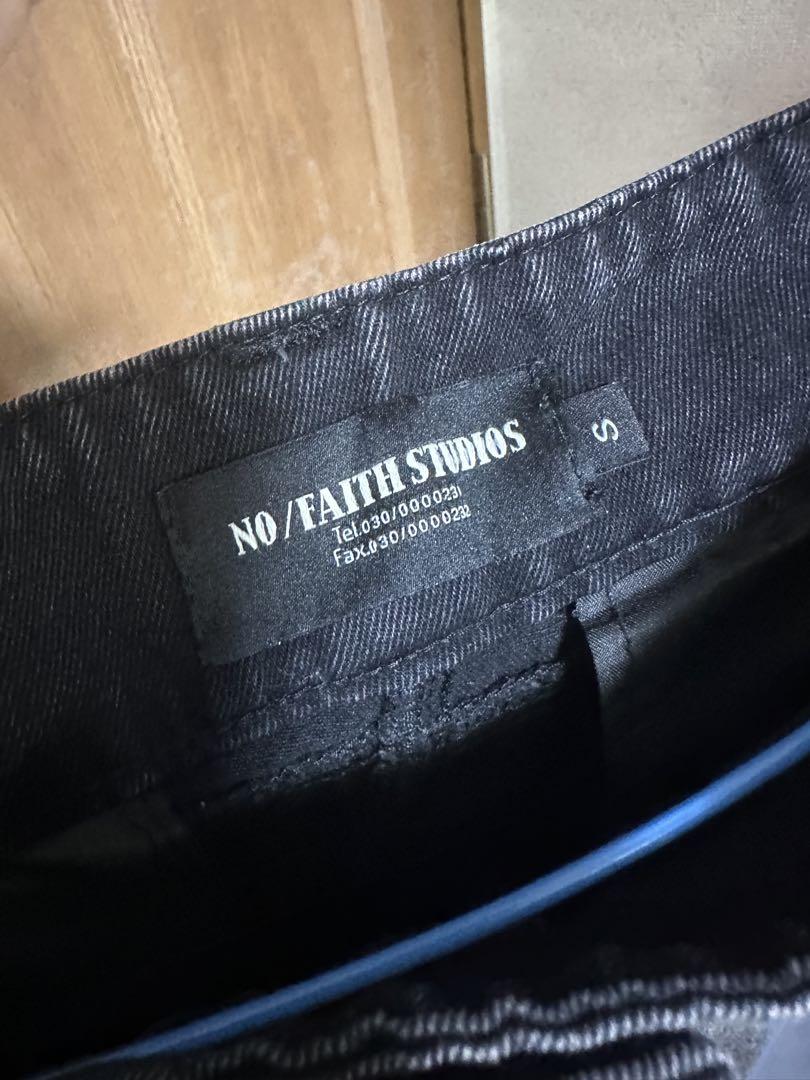 NO/FAITH STUDIOS
Tel.030/0000231
Fax.030/0000232
S